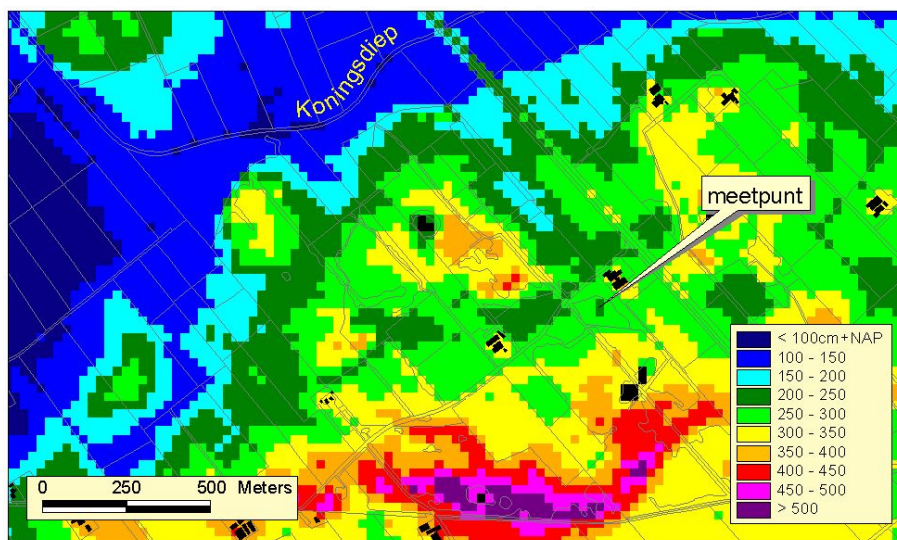 Koningsdiep
meetpunt
< 100cm+NAP
100 - 150
150 - 200
200 - 250
250 - 300
300 - 350
350 - 400
400 - 450
450 - 500
> 500
0 250 500 Meters